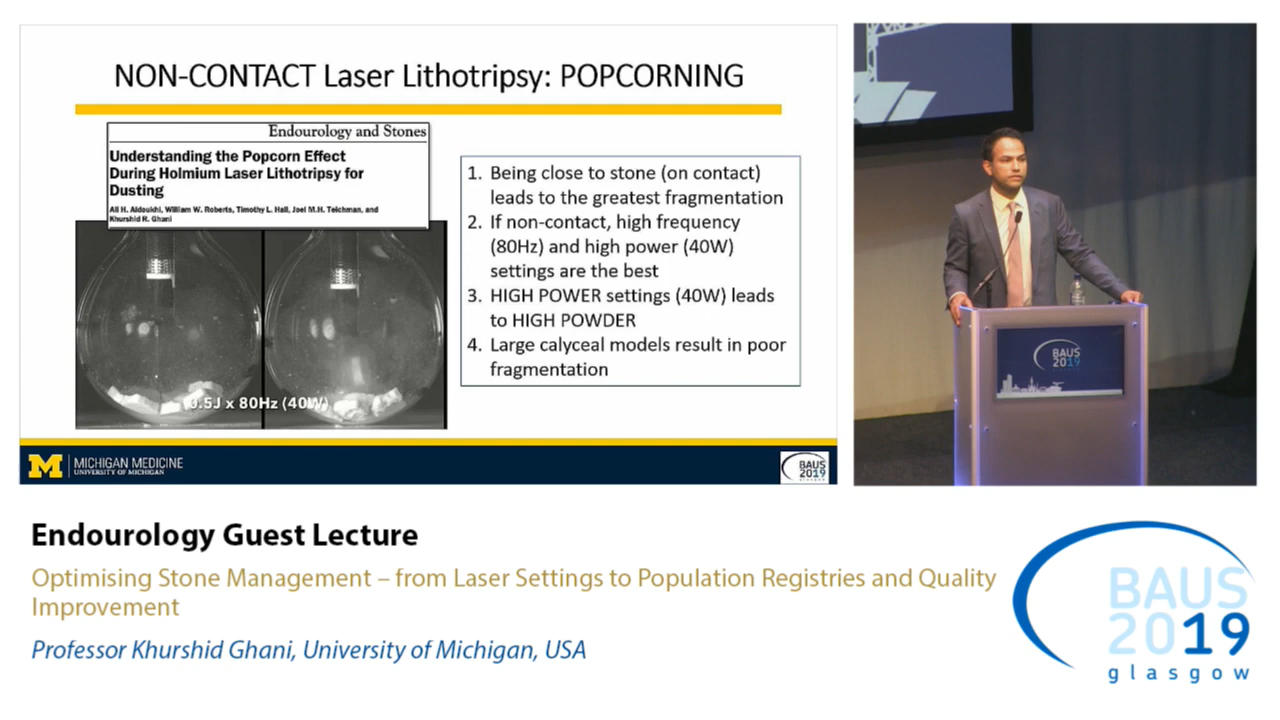 NON-CONTACT Laser Lithotripsy: POPCORNING
Endourology and Stones
Understanding the Popcorn Effect
During Holmium Laser Lithotripsy for
Dusting
Ali H. Aldoukhi, William W. Roberts, Timothy L. Hall, Joel M.H. Teichman, and
Khurshid R. Ghani
0.5J x 80Hz (40W)
1. Being close to stone (on contact)
leads to the greatest fragmentation
2. If non-contact, high frequency
(80Hz) and high power (40W)
settings are the best
3. HIGH POWER settings (40W) leads
to HIGH POWDER
4. Large calyceal models result in poor
fragmentation
M MICHIGAN MEDICINE
UNIVERSITY OF MICHIGAN
BAUS
2019
glasgow
BAUS
2019
Endourology Guest Lecture
Optimising Stone Management – from Laser Settings to Population Registries and Quality
Improvement
Professor Khurshid Ghani, University of Michigan, USA
BAUS
2019
glasgow